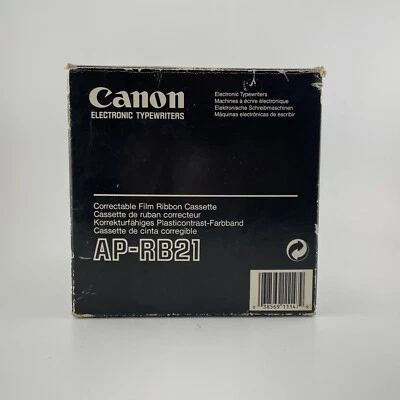 Canon
ELECTRONIC TYPEWRITERS
Electronic Typewriters
Machines à écrire électronique
Elektronische Schreibmaschinen
Máquinas electrónicas de escribir
Correctable Film Ribbon Cassette
Cassette de ruban correcteur
Korrekturfähiges Plasticontrast-Farbband
Cassette de cinta corregible
AP-RB21